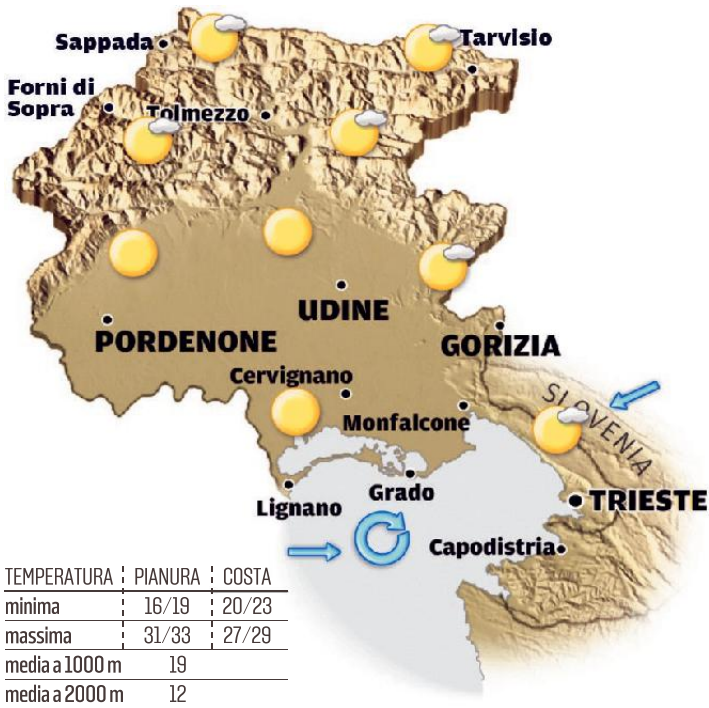 Sappada
Tarvisio
Forni di
Sopra
Tolmezzo
UDINE
PORDENONE
GORIZIA
Cervignano
SLOVENIA
Monfalcone
Grado
Lignano
TRIESTE
Capodistria
TEMPERATURA PIANURA COSTA
minima 16/19 20/23
massima 31/33 27/29
media a 1000 m 19
media a 2000 m 12